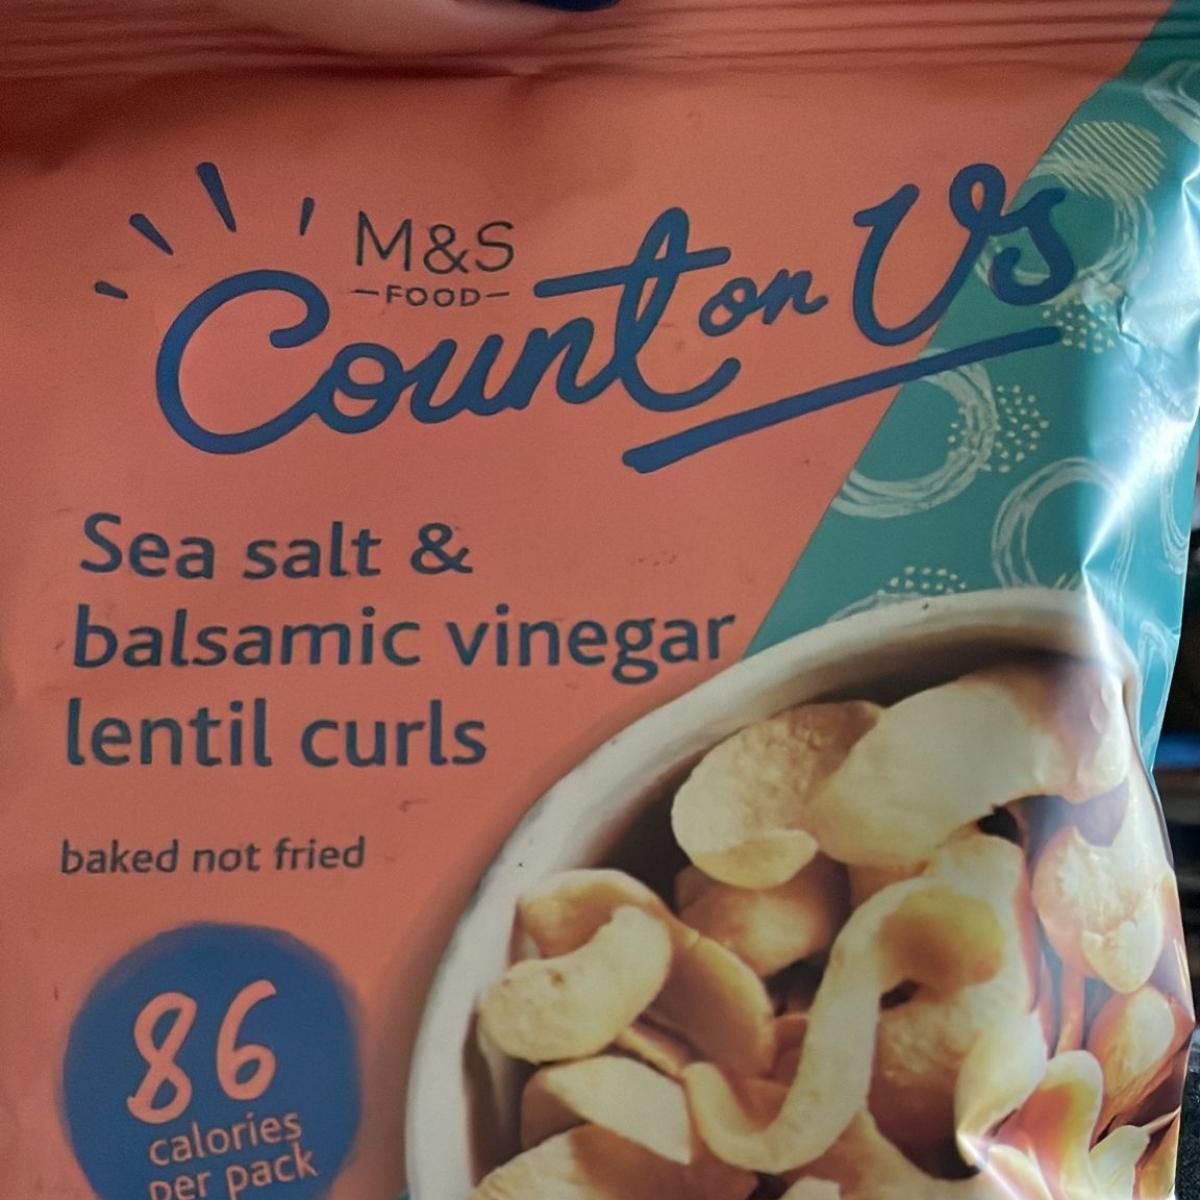 M&S
FOOD
Count on Us
Sea salt &
balsamic vinegar
lentil curls
baked not fried
86
calories
per pack